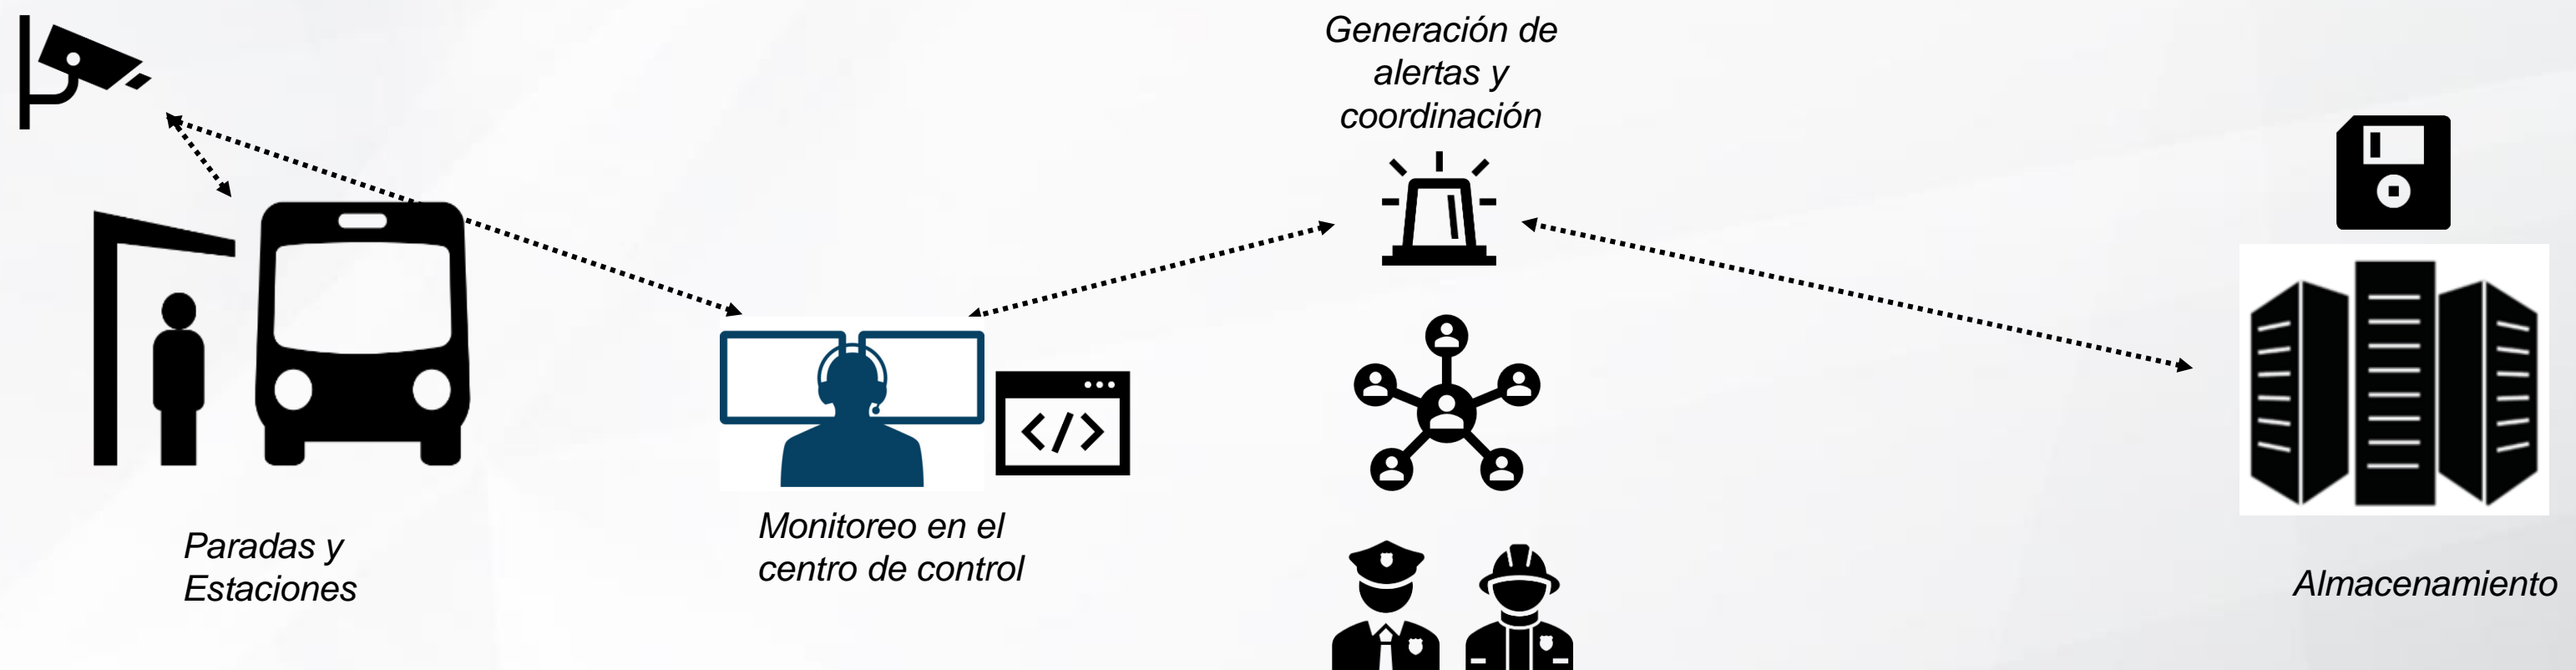 Generación de
alertas y
coordinación
Paradas y
Estaciones
Monitoreo en el
centro de control
Almacenamiento